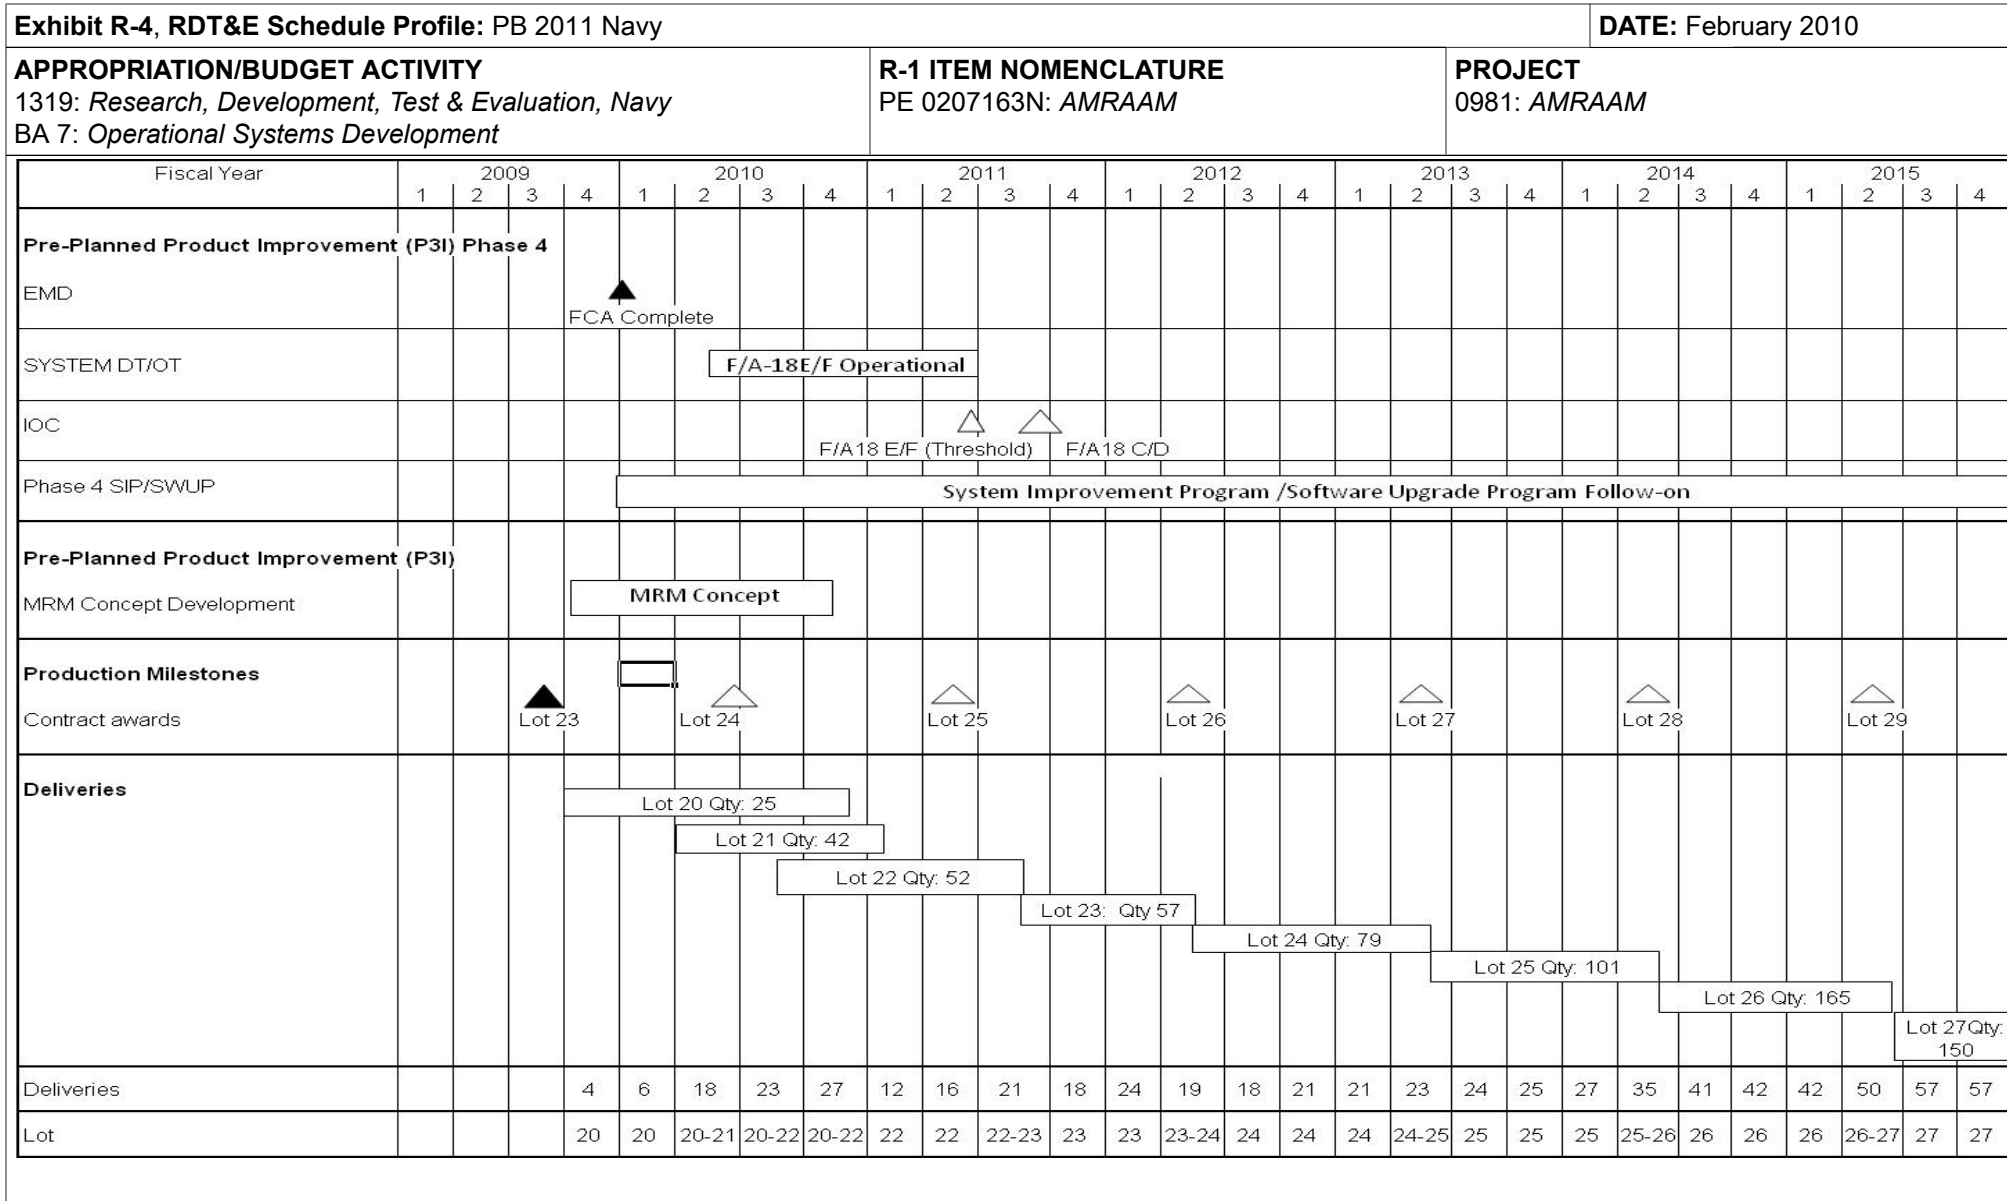 Exhibit R-4, RDT&E Schedule Profile: PB 2011 Navy
DATE: February 2010
APPROPRIATION/BUDGET ACTIVITY
1319: Research, Development, Test & Evaluation, Navy
BA 7: Operational Systems Development
R-1 ITEM NOMENCLATURE
PE 0207163N: AMRAAM
PROJECT
0981: AMRAAM
Fiscal Year 2009 2010 2011 2012 2013 2014 2015
1 2 3 4 1 2 3 4 1 2 3 4 1 2 3 4 1 2 3 4 1 2 3 4 1 2 3 4
Pre-Planned Product Improvement (P3I) Phase 4
EMD
FCA Complete
SYSTEM DT/OT F/A-18E/F Operational
IOC
F/A18 E/F (Threshold) F/A18 C/D
Phase 4 SIP/SWUP System Improvement Program /Software Upgrade Program Follow-on
Pre-Planned Product Improvement (P3I)
MRM Concept Development MRM Concept
Production Milestones
Contract awards Lot 23 Lot 24 Lot 25 Lot 26 Lot 27 Lot 28 Lot 29
Deliveries
Lot 20 Qty: 25
Lot 21 Qty: 42
Lot 22 Qty: 52
Lot 23: Qty 57
Lot 24 Qty: 79
Lot 25 Qty: 101
Lot 26 Qty: 165
Lot 27Qty:
150
Deliveries 4 6 18 23 27 12 16 21 18 24 19 18 21 21 23 24 25 27 35 41 42 42 50 57 57
Lot 20 20 20-21 20-22 20-22 22 22 22-23 23 23 23-24 24 24 24 24-25 25 25 25 25-26 26 26 26 26-27 27 27